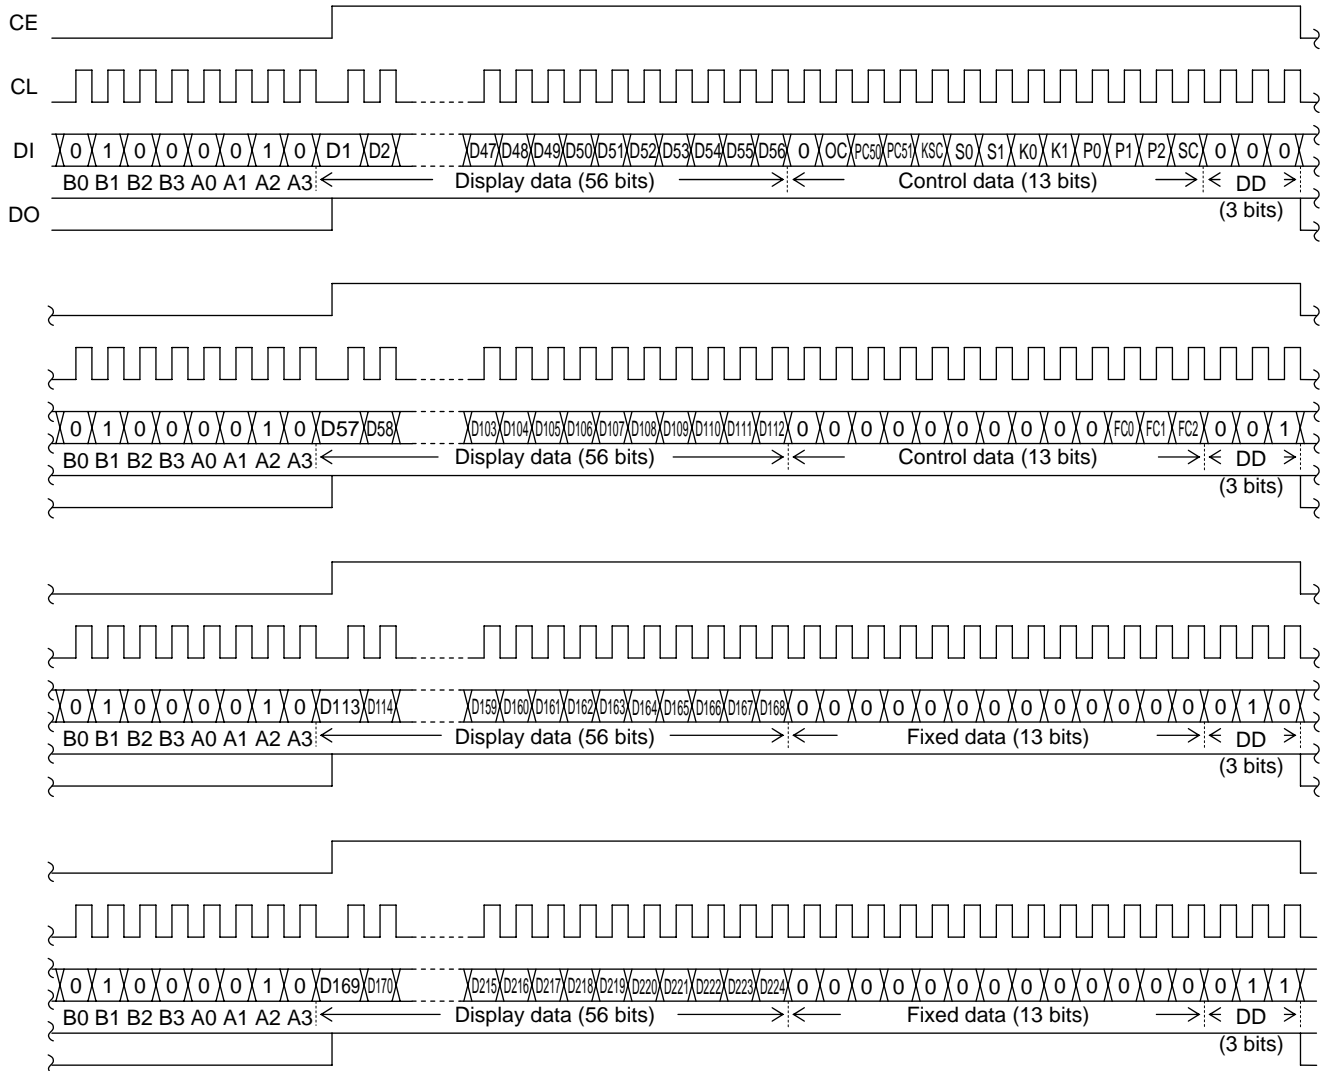 CE
CL
DI 0 1 0 0 0 0 1 0 D1 D2 D47 D48 D49 D50 D51 D52 D53 D54 D55 D56 0 OC PC50 PC51 KSC S0 S1 K0 K1 P0 P1 P2 SC 0 0 0
B0 B1 B2 B3 A0 A1 A2 A3 Display data (56 bits) Control data (13 bits) DD
DO (3 bits)
0 1 0 0 0 0 1 0 D57 D58 D103 D104 D105 D106 D107 D108 D109 D110 D111 D112 0 0 0 0 0 0 0 0 0 0 FC0 FC1 FC2 0 0 1
B0 B1 B2 B3 A0 A1 A2 A3 Display data (56 bits) Control data (13 bits) DD
(3 bits)
0 1 0 0 0 0 1 0 D113 D114 D159 D160 D161 D162 D163 D164 D165 D166 D167 D168 0 0 0 0 0 0 0 0 0 0 0 0 0 0 1 0
B0 B1 B2 B3 A0 A1 A2 A3 Display data (56 bits) Fixed data (13 bits) DD
(3 bits)
0 1 0 0 0 0 1 0 D169 D170 D215 D216 D217 D218 D219 D220 D221 D222 D223 D224 0 0 0 0 0 0 0 0 0 0 0 0 0 0 1 1
B0 B1 B2 B3 A0 A1 A2 A3 Display data (56 bits) Fixed data (13 bits) DD
(3 bits)